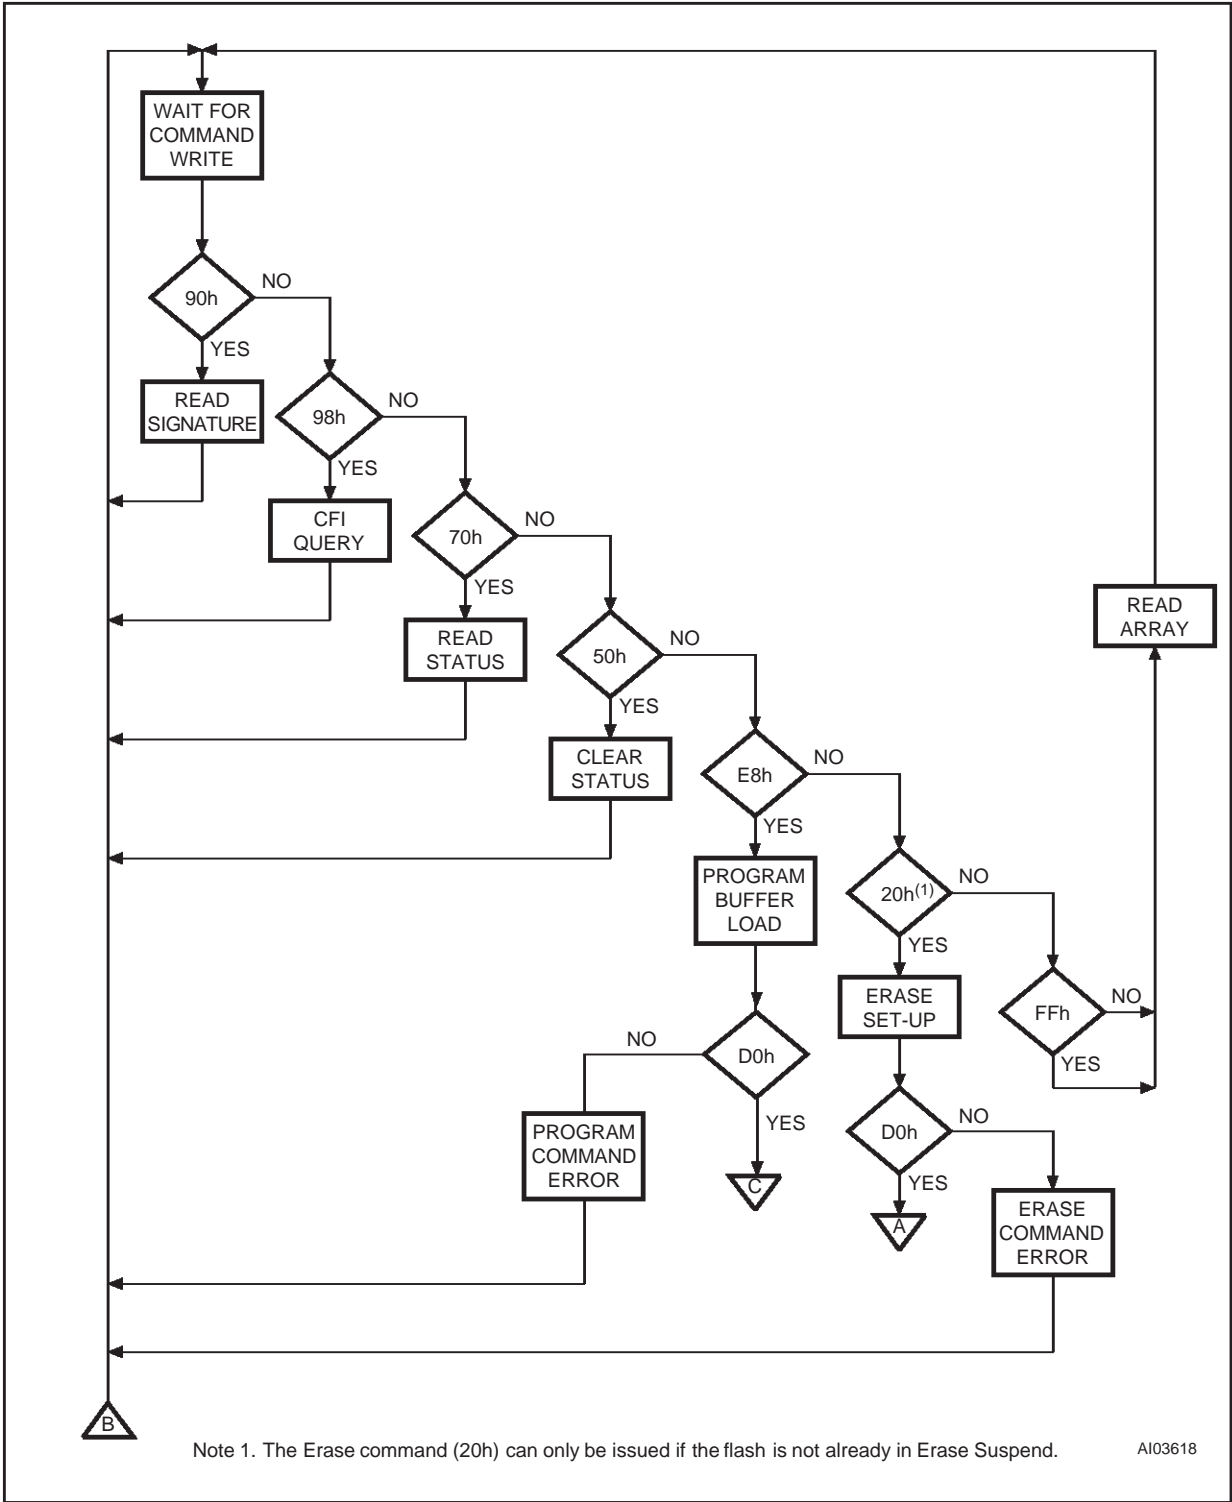 WAIT FOR
COMMAND
WRITE
90h
NO
YES
READ
SIGNATURE
98h
NO
YES
CFI
QUERY
70h
NO
YES
READ
STATUS
50h
NO
YES
CLEAR
STATUS
E8h
NO
YES
PROGRAM
BUFFER
LOAD
20h(1)
NO
YES
ERASE
SET-UP
FFh
NO
YES
READ
ARRAY
D0h
NO
YES
PROGRAM
COMMAND
ERROR
C
D0h
NO
YES
A
ERASE
COMMAND
ERROR
B
Note 1. The Erase command (20h) can only be issued if the flash is not already in Erase Suspend.
AI03618